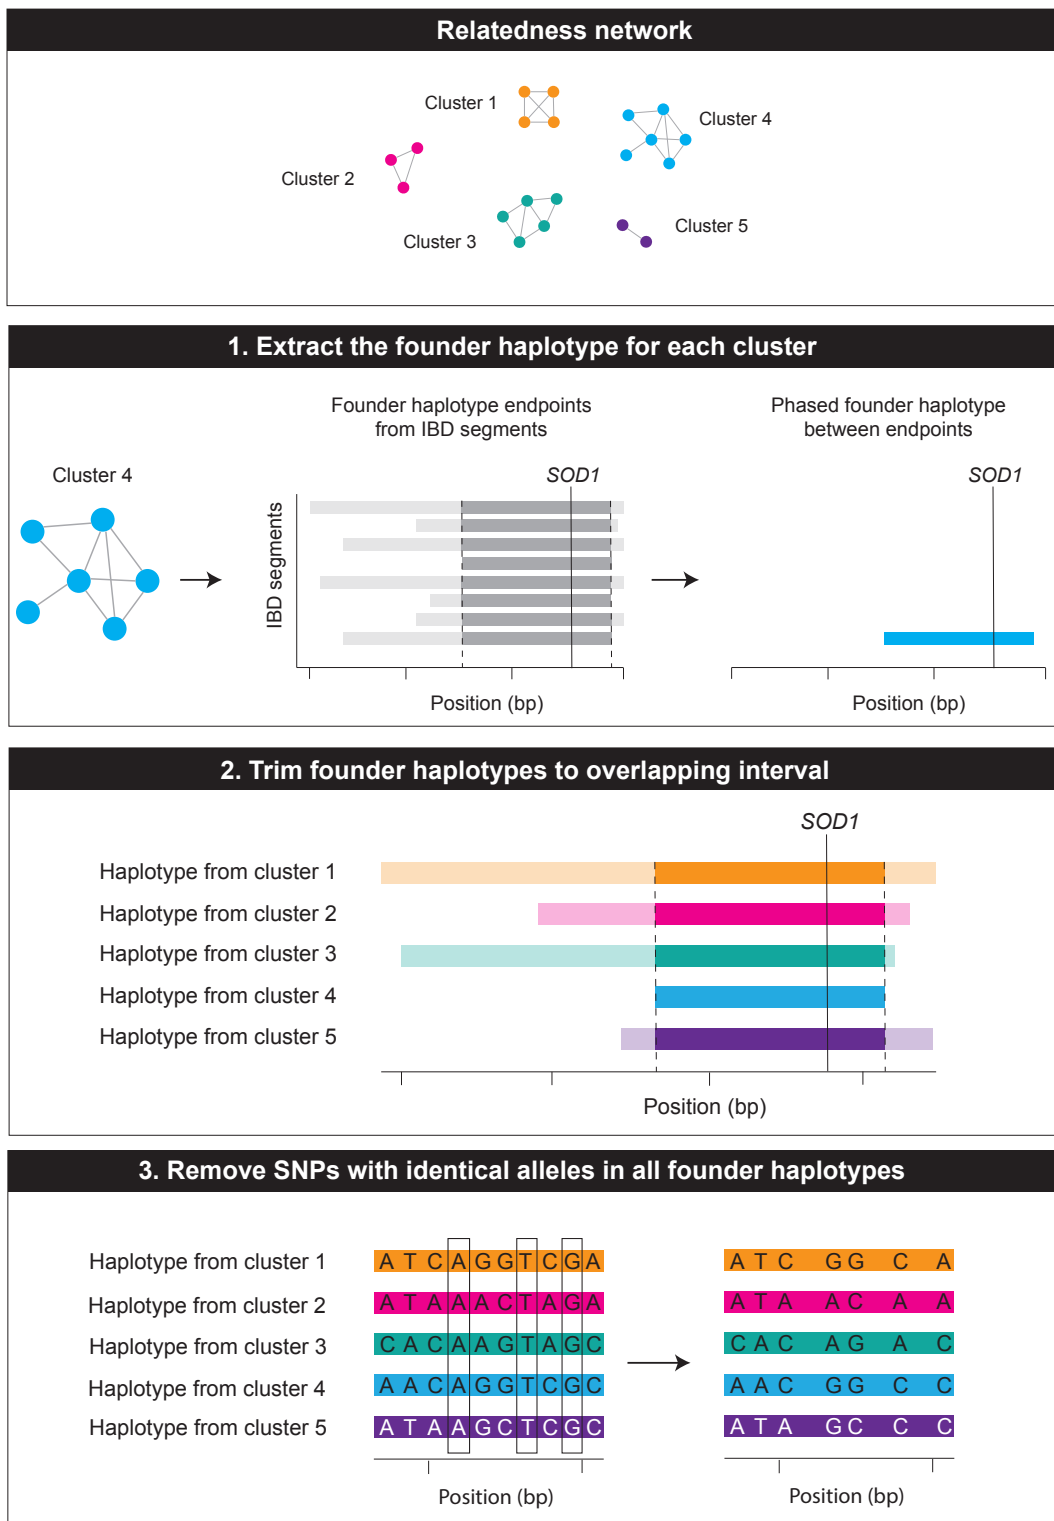 Relatedness network
Cluster 1
Cluster 4
Cluster 2
Cluster 3
Cluster 5
1. Extract the founder haplotype for each cluster
Founder haplotype endpoints
from IBD segments
Phased founder haplotype
between endpoints
Cluster 4
SOD1
SOD1
IBD segments
Position (bp)
Position (bp)
2. Trim founder haplotypes to overlapping interval
SOD1
Haplotype from cluster 1
Haplotype from cluster 2
Haplotype from cluster 3
Haplotype from cluster 4
Haplotype from cluster 5
Position (bp)
3. Remove SNPs with identical alleles in all founder haplotypes
Haplotype from cluster 1 A T C A G G T C G A A T C G G C A
Haplotype from cluster 2 A T A A A C T A G A A T A A C A A
Haplotype from cluster 3 C A C A A G T A G C C A C A G A C
Haplotype from cluster 4 A A C A G G T C G C A A C G G C C
Haplotype from cluster 5 A T A A G C T C G C A T A G C C C
Position (bp)
Position (bp)